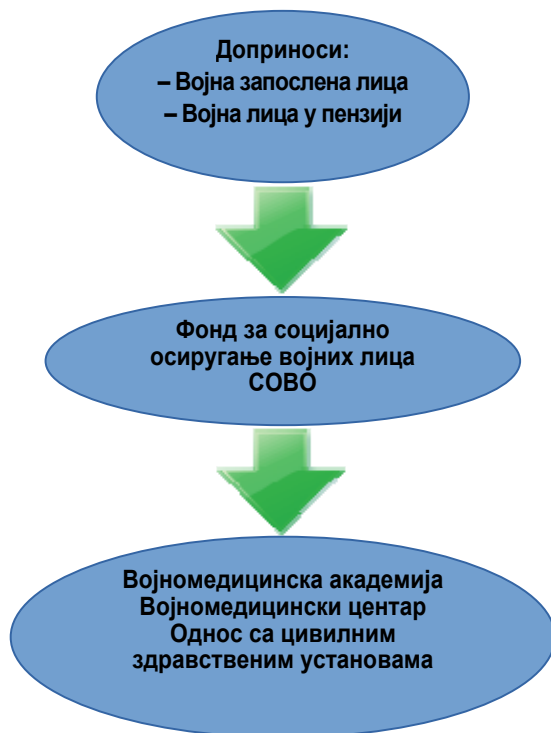 Доприноси:
– Војна запослена лица
– Војна лица у пензији
Фонд за социјално
осиругање војних лица
СОВО
Војномедицинска академија
Војномедицински центар
Однос са цивилним
здравственим установама